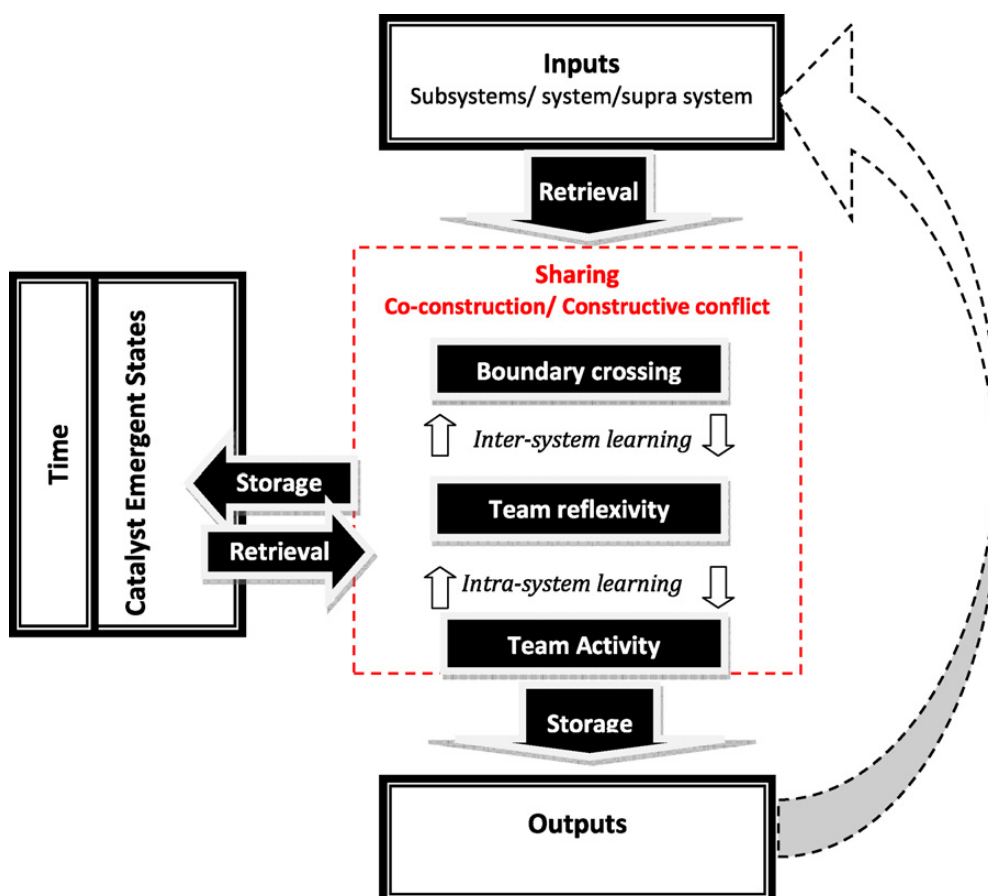 Inputs
Subsystems/ system/supra system
Retrieval
Sharing
Co-construction/ Constructive conflict
Boundary crossing
Inter-system learning
Team reflexivity
Intra-system learning
Team Activity
Time
Catalyst Emergent States
Storage
Retrieval
Storage
Outputs